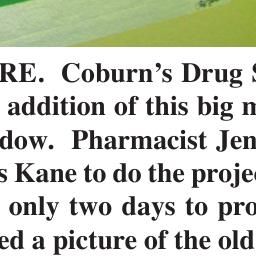 RE. Coburn's Drug S
addition of this big m
dow. Pharmacist Jen
s Kane to do the projec
only two days to pro
ed a picture of the old